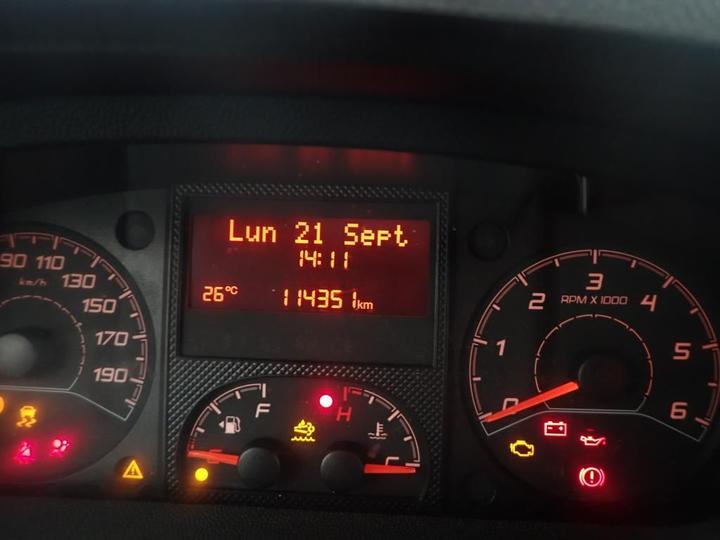 Lun 21 Sept
14:11
26°C 114351 km
90 110 130 150 170 190
km/h
F H
0 1 2 3 4 5 6
RPM X 1000